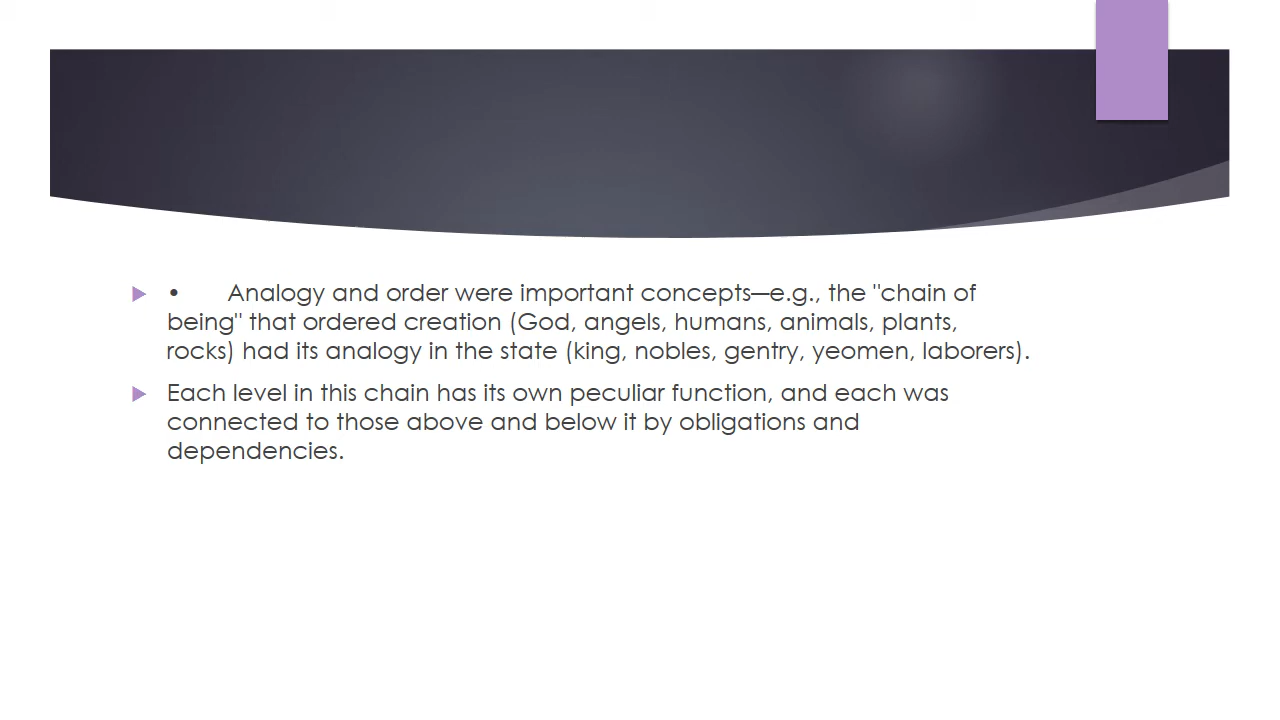 • Analogy and order were important concepts—e.g., the "chain of
being" that ordered creation (God, angels, humans, animals, plants,
rocks) had its analogy in the state (king, nobles, gentry, yeomen, laborers).
Each level in this chain has its own peculiar function, and each was
connected to those above and below it by obligations and
dependencies.